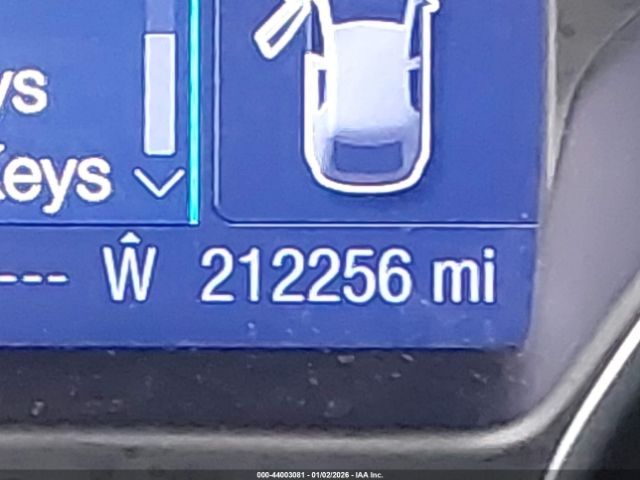 ys
Keys
--- W 212256 mi
000-44003081 - 01/02/2026 - IAA Inc.